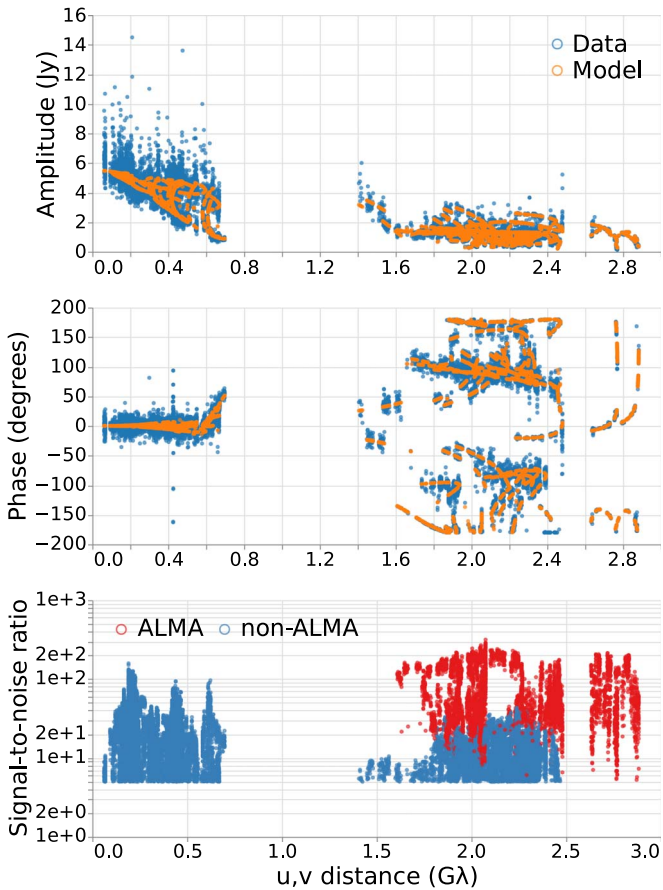 16
14
12
10
8
6
4
2
0
Amplitude (Jy)
Data
Model
0.0 0.4 0.8 1.2 1.6 2.0 2.4 2.8
200
150
100
50
0
−50
−100
−150
−200
Phase (degrees)
0.0 0.4 0.8 1.2 1.6 2.0 2.4 2.8
1e+3
2e+2
1e+2
2e+1
1e+1
2e+0
1e+0
Signal-to-noise ratio
ALMA non-ALMA
0.0 0.5 1.0 1.5 2.0 2.5 3.0
u,v distance (Gλ)